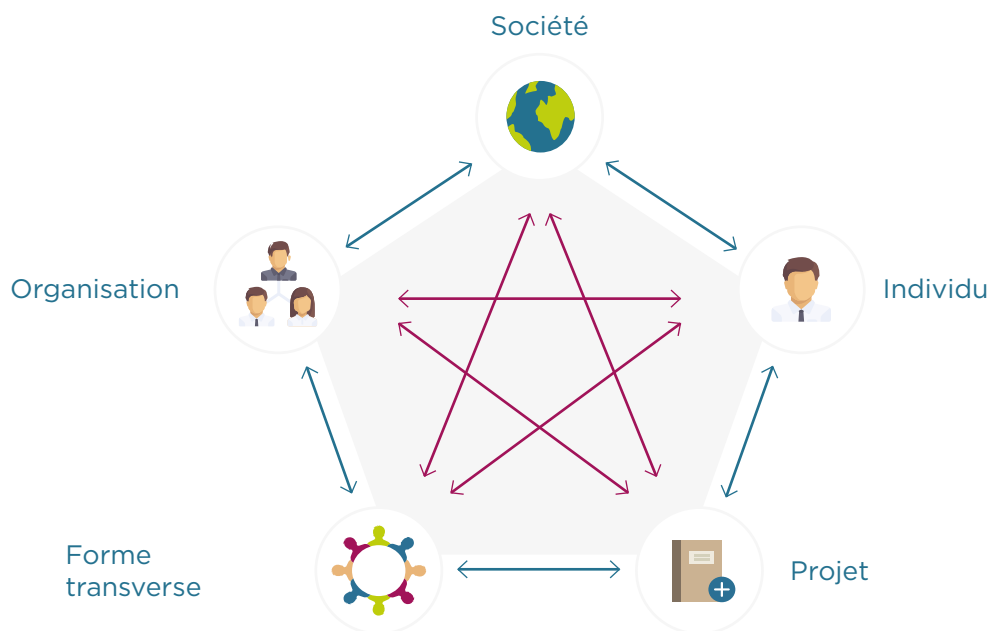 Société
Organisation
Individu
Forme
transverse
Projet